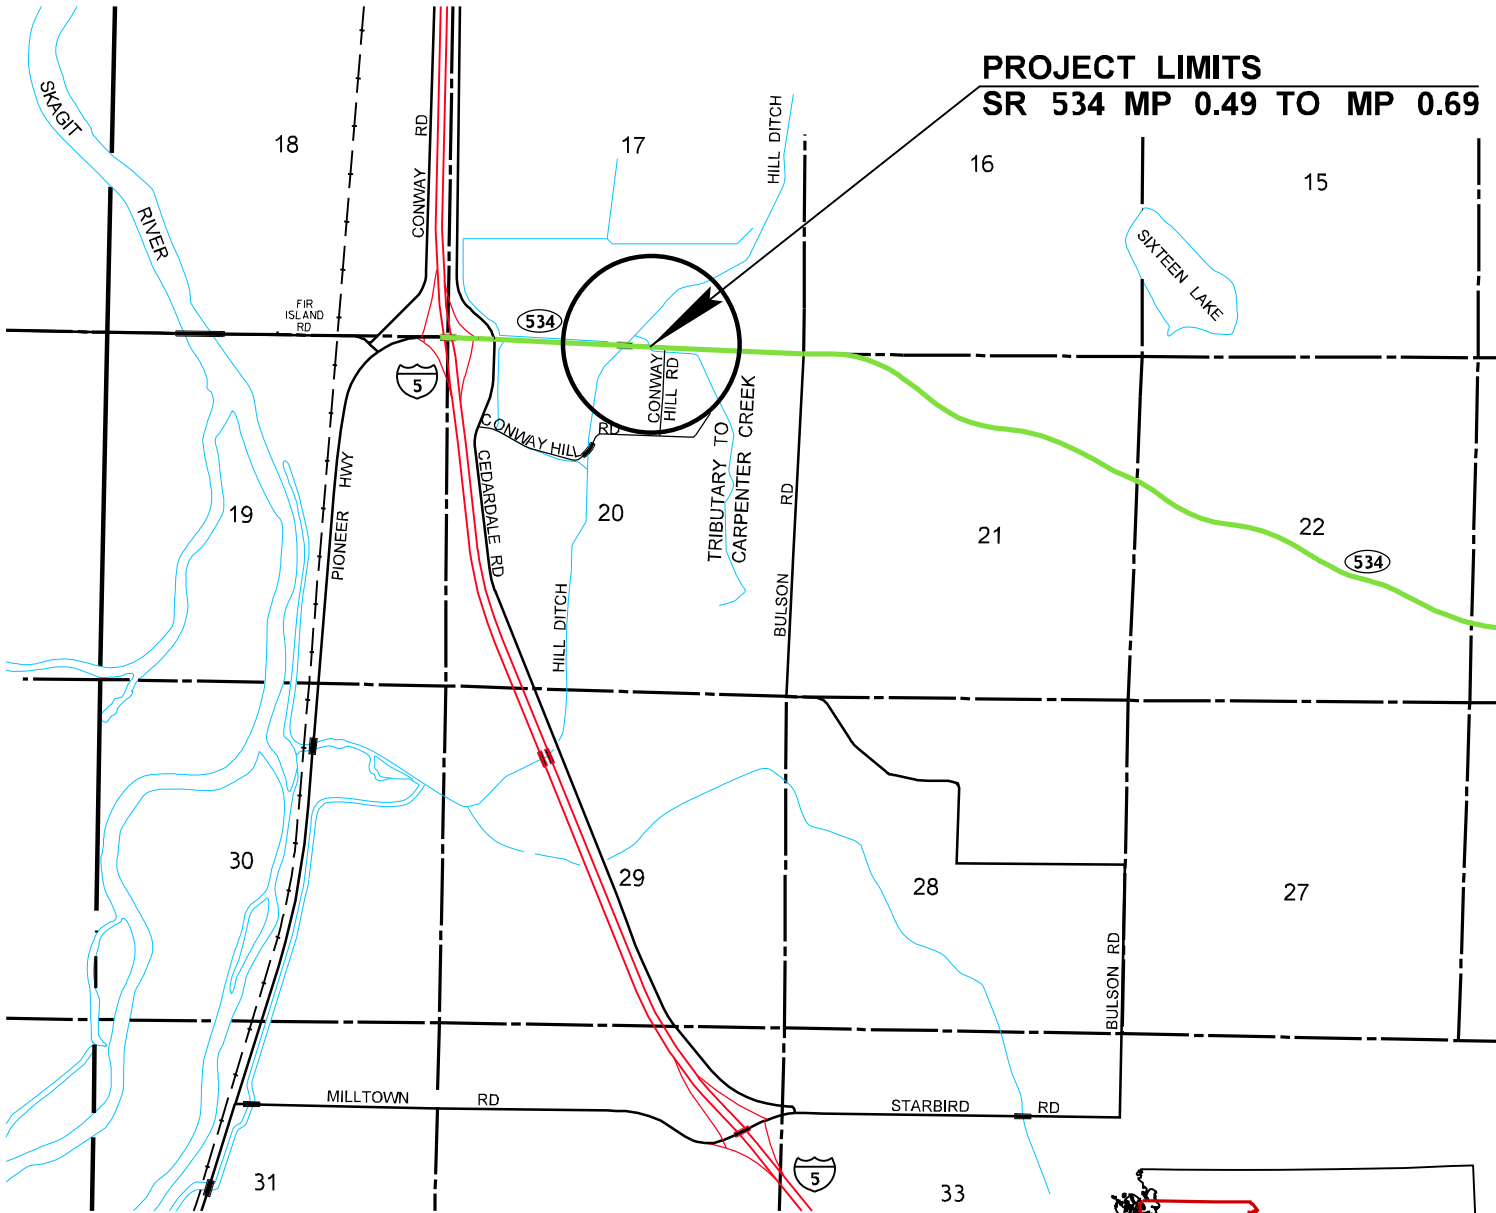 PROJECT LIMITS
SR 534 MP 0.49 TO MP 0.69
SKAGIT
RIVER
18
CONWAY RD
17
HILL DITCH
16
15
SIXTEEN LAKE
FIR
ISLAND
RD
534
5
CONWAY
HILL RD
CONWAY HILL RD
TRIBUTARY TO
CARPENTER CREEK
PIONEER HWY
CEDARDALE RD
19
20
BULSON RD
21
22
534
HILL DITCH
30
29
28
27
BULSON RD
MILLTOWN RD
STARBIRD RD
5
31
33